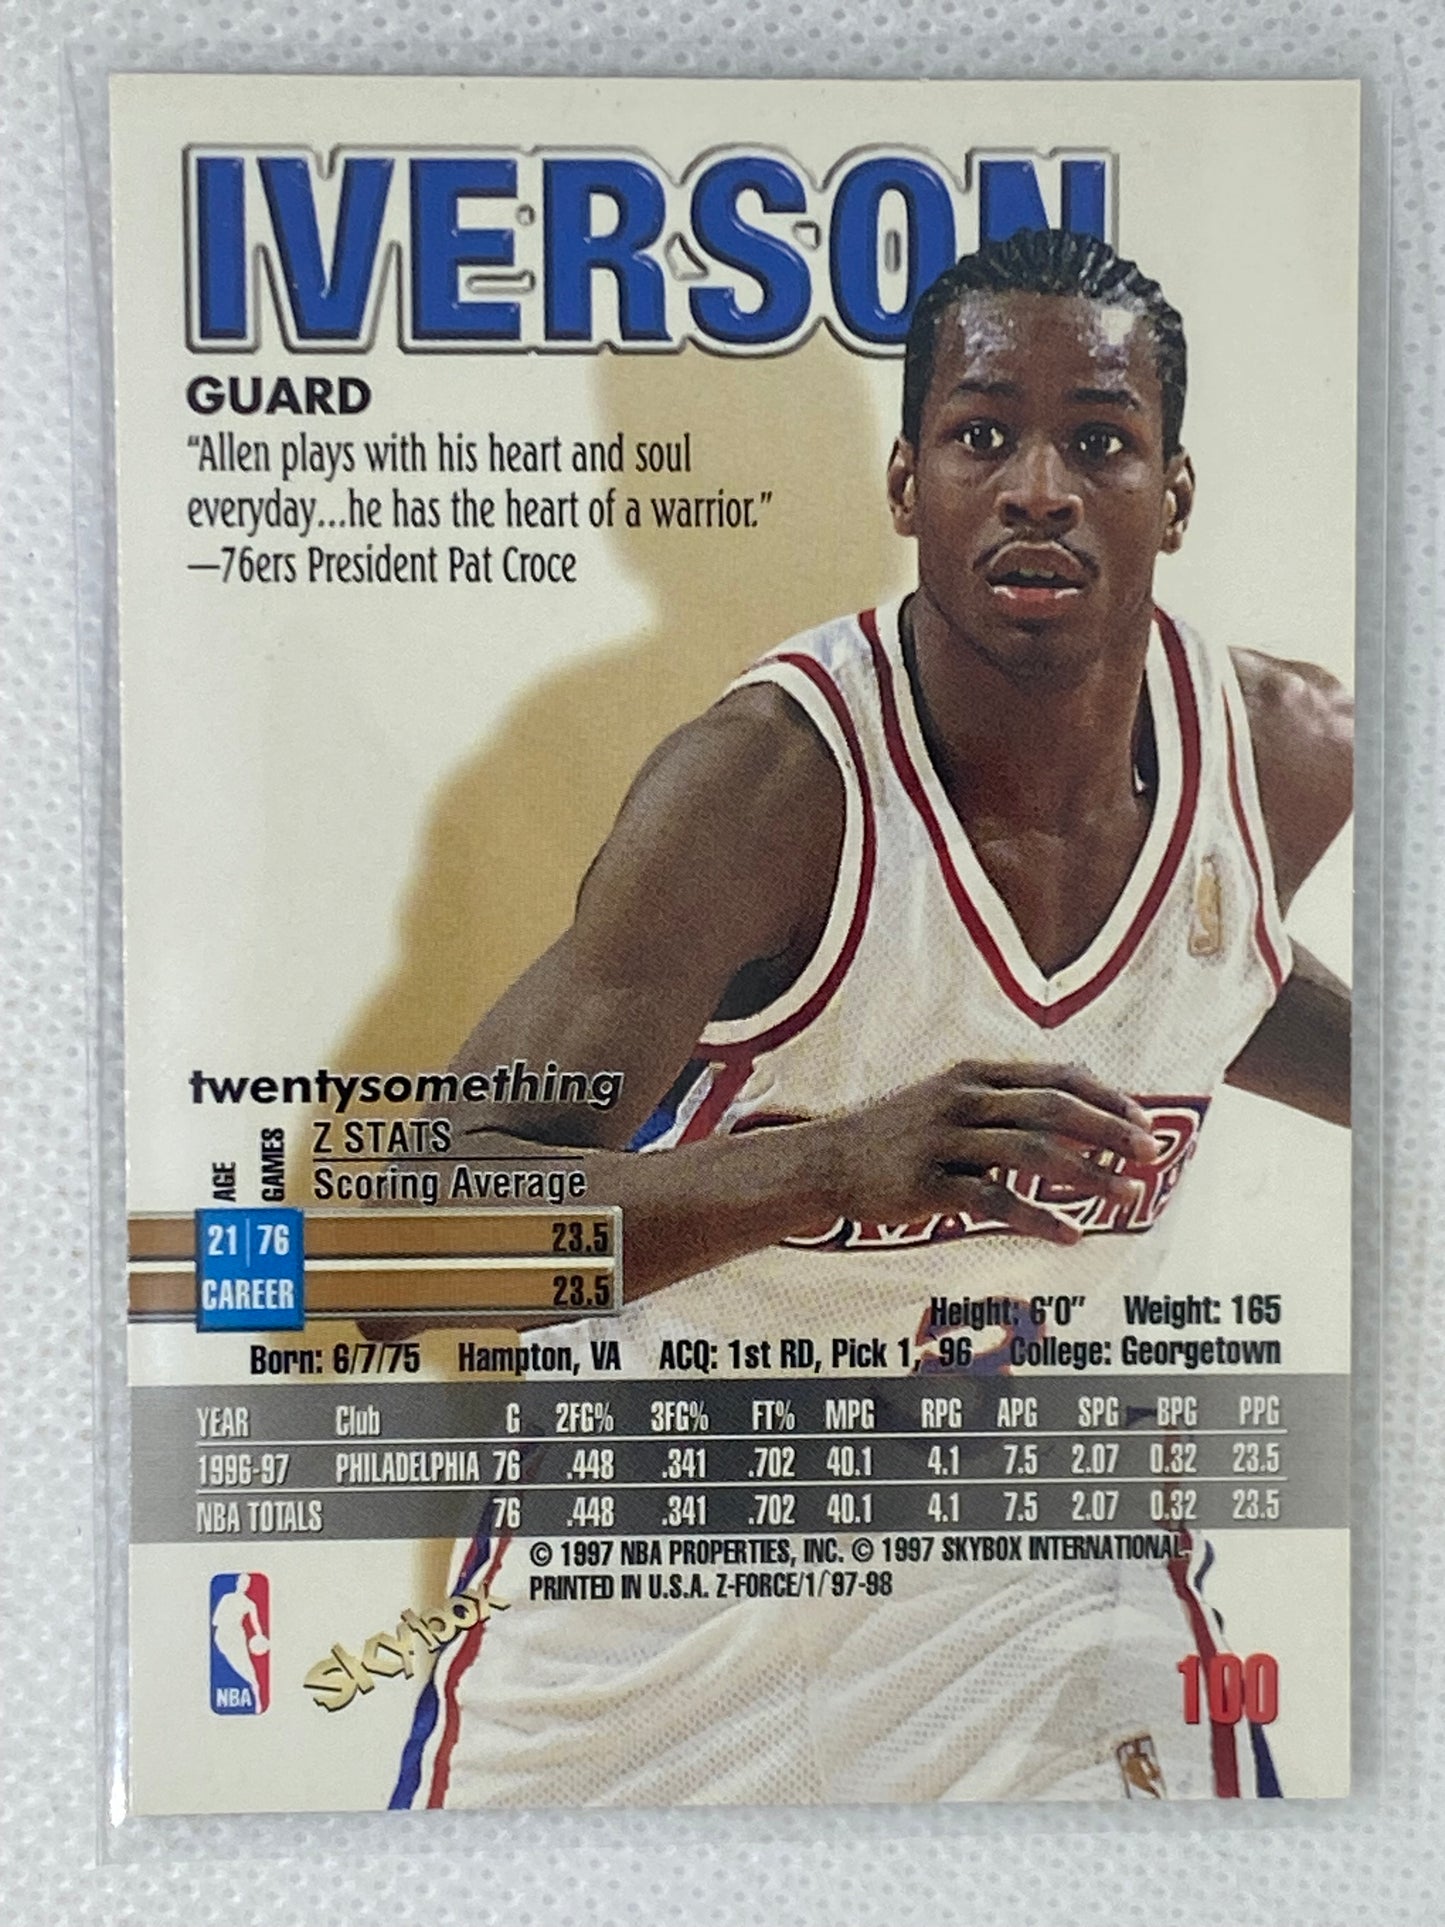 IVERSON
GUARD
“Allen plays with his heart and soul
everyday...he has the heart of a warrior.”
—76ers President Pat Croce
twentysomething
AGE GAMES Z STATS
Scoring Average
21 76 23.5
CAREER 23.5
Height: 6'0" Weight: 165
Born: 6/7/75 Hampton, VA ACQ: 1st RD, Pick 1, '96 College: Georgetown
YEAR Club G 2FG% 3FG% FT% MPG RPG APG SPG BPG PPG
1996-97 PHILADELPHIA 76 .448 .341 .702 40.1 4.1 7.5 2.07 0.32 23.5
NBA TOTALS 76 .448 .341 .702 40.1 4.1 7.5 2.07 0.32 23.5
© 1997 NBA PROPERTIES, INC. © 1997 SKYBOX INTERNATIONAL.
PRINTED IN U.S.A. Z-FORCE/1/'97-98
NBA
Skybox
100